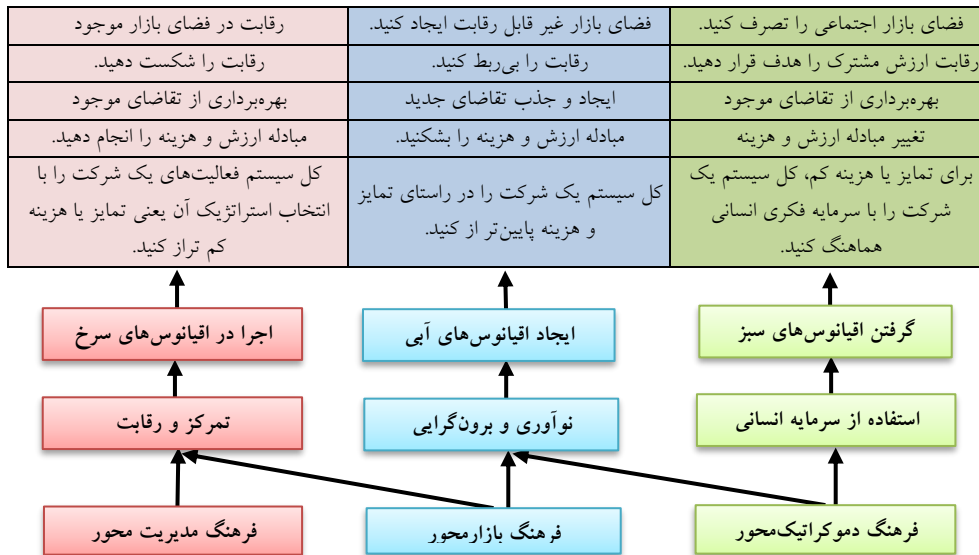 فضای بازار اجتماعی را تصرف کنید.
فضای بازار غیر قابل رقابت ایجاد کنید.
رقابت در فضای بازار موجود
رقابت ارزش مشترک را هدف قرار دهید.
رقابت را بی‌ربط کنید.
رقابت را شکست دهید.
بهره‌برداری از تقاضای موجود
ایجاد و جذب تقاضای جدید
بهره‌برداری از تقاضای موجود
تغییر مبادله ارزش و هزینه
مبادله ارزش و هزینه را بشکنید.
مبادله ارزش و هزینه را انجام دهید.
برای تمایز یا هزینه کم، کل سیستم یک
شرکت را با سرمایه فکری انسانی
هماهنگ کنید.
کل سیستم یک شرکت را در راستای تمایز
و هزینه پایین‌تر از کنید.
کل سیستم فعالیت‌های یک شرکت را با
انتخاب استراتژیک آن یعنی تمایز یا هزینه
کم تراز کنید.
گرفتن اقیانوس‌های سبز
ایجاد اقیانوس‌های آبی
اجرا در اقیانوس‌های سرخ
استفاده از سرمایه انسانی
نوآوری و برون‌گرایی
تمرکز و رقابت
فرهنگ دموکراتیک‌محور
فرهنگ بازارمحور
فرهنگ مدیریت محور